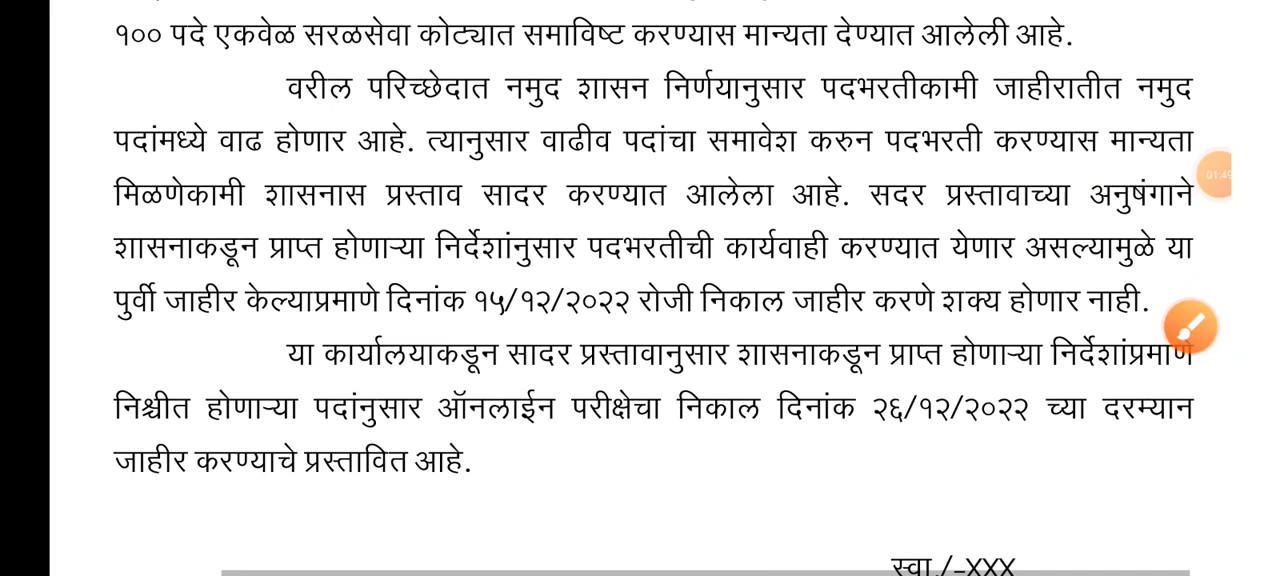 १०० पदे एकवेळ सरळसेवा कोट्यात समाविष्ट करण्यास मान्यता देण्यात आलेली आहे.
वरील परिच्छेदात नमुद शासन निर्णयानुसार पदभरतीकामी जाहीरातीत नमुद
पदांमध्ये वाढ होणार आहे. त्यानुसार वाढीव पदांचा समावेश करुन पदभरती करण्यास मान्यता
मिळणेकामी शासनास प्रस्ताव सादर करण्यात आलेला आहे. सदर प्रस्तावाच्या अनुषंगाने
01:49
शासनाकडून प्राप्त होणाऱ्या निर्देशांनुसार पदभरतीची कार्यवाही करण्यात येणार असल्यामुळे या
पुर्वी जाहीर केल्याप्रमाणे दिनांक १५/१२/२०२२ रोजी निकाल जाहीर करणे शक्य होणार नाही.
या कार्यालयाकडून सादर प्रस्तावानुसार शासनाकडून प्राप्त होणाऱ्या निर्देशांप्रमाणे
निश्चीत होणाऱ्या पदांनुसार ऑनलाईन परीक्षेचा निकाल दिनांक २६/१२/२०२२ च्या दरम्यान
जाहीर करण्याचे प्रस्तावित आहे.
स्वा./-XXX